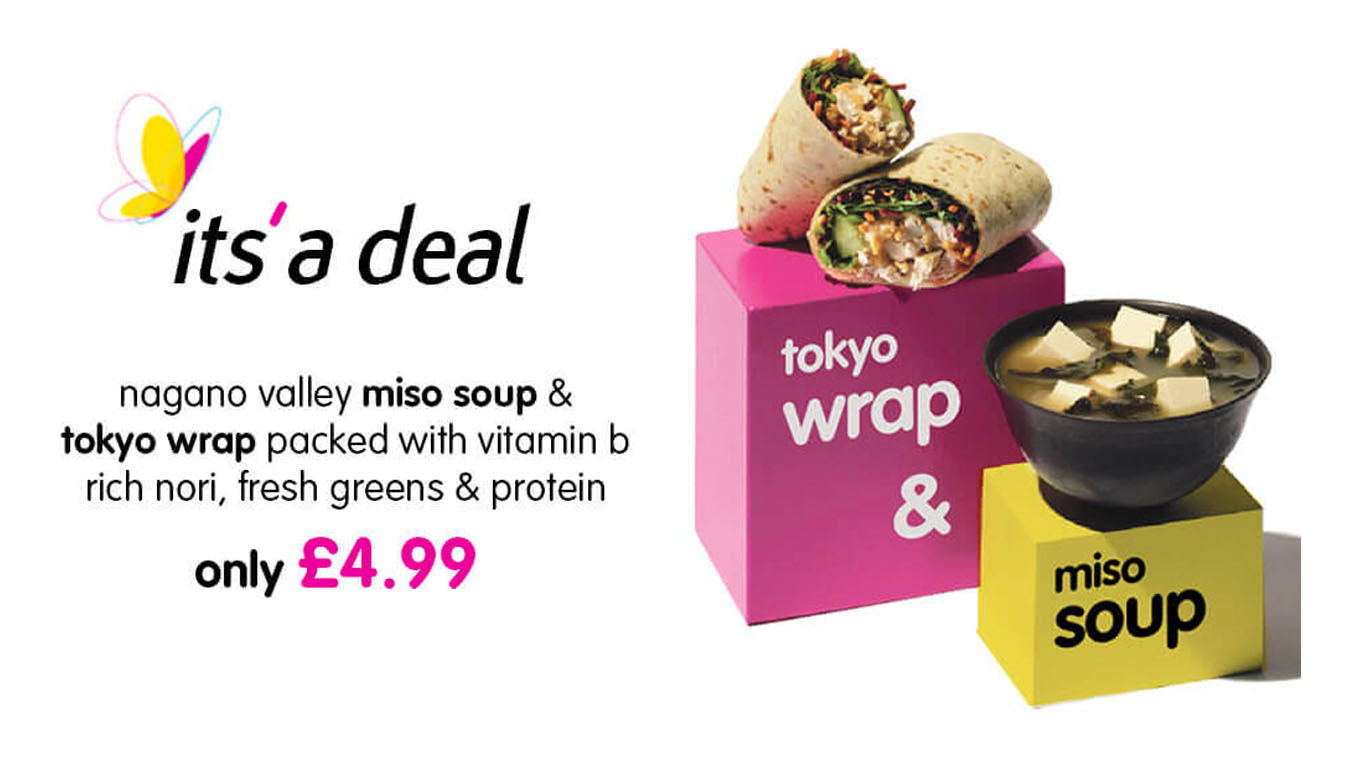 its' a deal
nagano valley miso soup &
tokyo wrap packed with vitamin b
rich nori, fresh greens & protein
only £4.99
tokyo
wrap
&
miso
soup